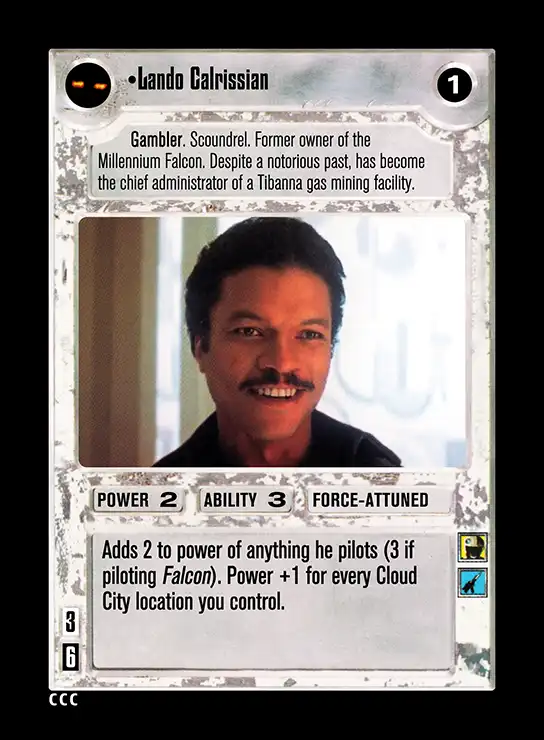 •Lando Calrissian
1
Gambler. Scoundrel. Former owner of the
Millennium Falcon. Despite a notorious past, has become
the chief administrator of a Tibanna gas mining facility.
POWER 2 ABILITY 3 FORCE-ATTUNED
Adds 2 to power of anything he pilots (3 if
piloting Falcon). Power +1 for every Cloud
City location you control.
3
6
CCC